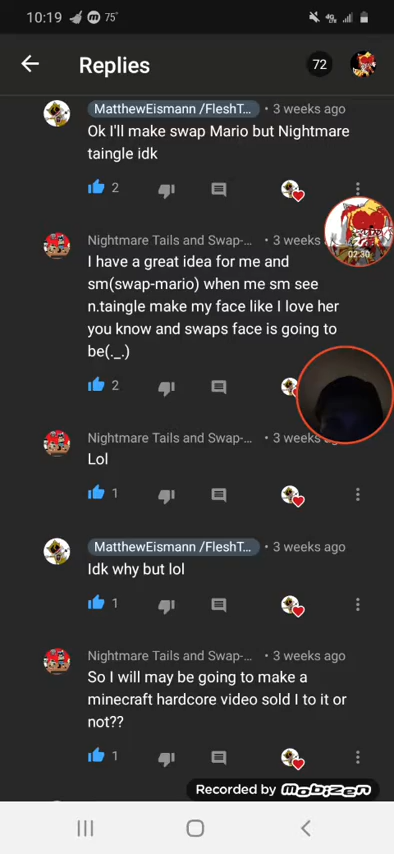 10:19 75°
4G
Replies
72
MatthewEismann /FleshT... • 3 weeks ago
Ok I'll make swap Mario but Nightmare
taingle idk
2
02:30
Nightmare Tails and Swap-... • 3 weeks
I have a great idea for me and
sm(swap-mario) when me sm see
n.taingle make my face like I love her
you know and swaps face is going to
be(._.)
2
Nightmare Tails and Swap-... • 3 weeks ago
Lol
1
MatthewEismann /FleshT... • 3 weeks ago
Idk why but lol
1
Nightmare Tails and Swap-... • 3 weeks ago
So I will may be going to make a
minecraft hardcore video sold I to it or
not??
1
Recorded by mobizen